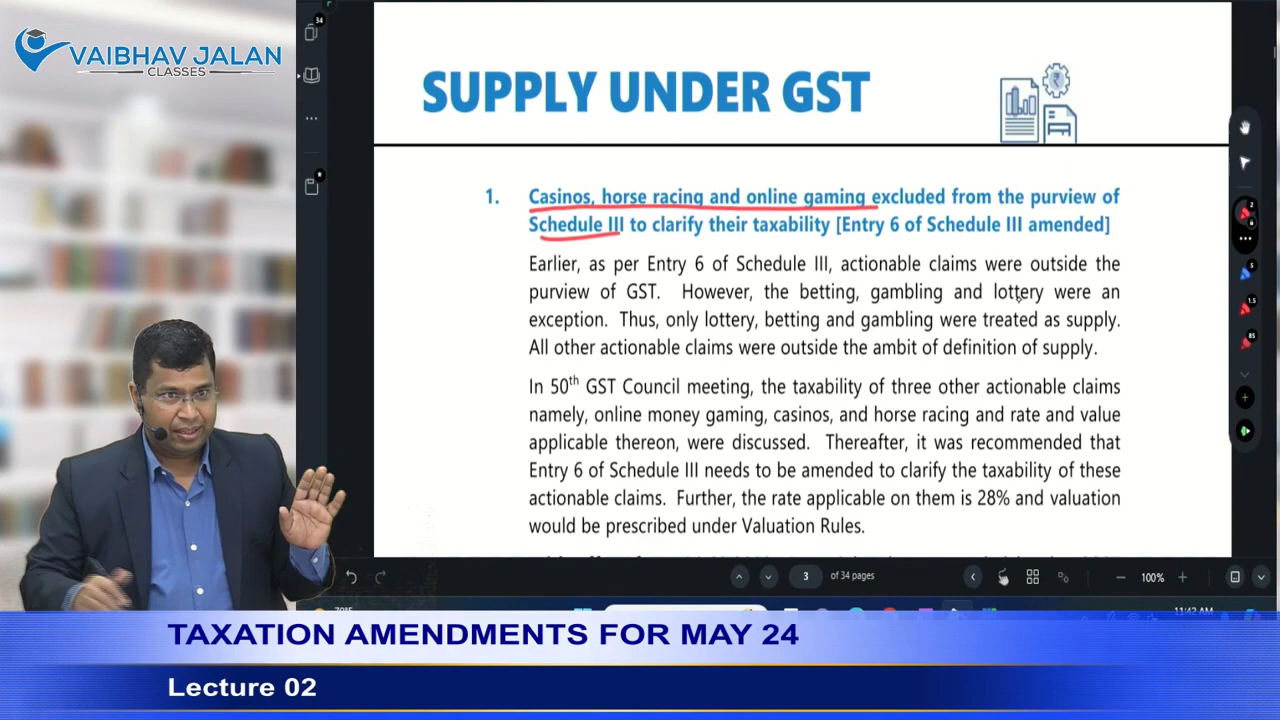 VAIBHAV JALAN
CLASSES
34
SUPPLY UNDER GST
1. Casinos, horse racing and online gaming excluded from the purview of
Schedule III to clarify their taxability [Entry 6 of Schedule III amended]
Earlier, as per Entry 6 of Schedule III, actionable claims were outside the
purview of GST. However, the betting, gambling and lottery were an
exception. Thus, only lottery, betting and gambling were treated as supply.
All other actionable claims were outside the ambit of definition of supply.
In 50th GST Council meeting, the taxability of three other actionable claims
namely, online money gaming, casinos, and horse racing and rate and value
applicable thereon, were discussed. Thereafter, it was recommended that
Entry 6 of Schedule III needs to be amended to clarify the taxability of these
actionable claims. Further, the rate applicable on them is 28% and valuation
would be prescribed under Valuation Rules.
2
5
1.5
85
3 of 34 pages
100%
TAXATION AMENDMENTS FOR MAY 24
Lecture 02